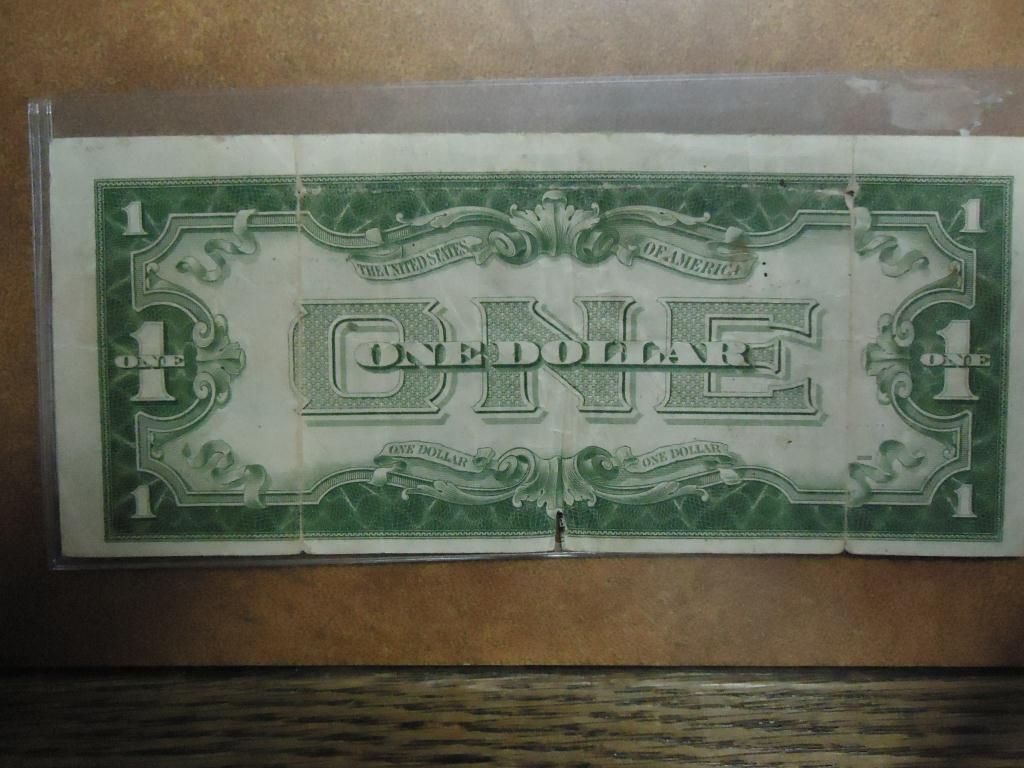 1 1
THE UNITED STATES OF AMERICA
ONE
ONE DOLLAR
1 ONE 1 ONE
ONE DOLLAR ONE DOLLAR
1 1